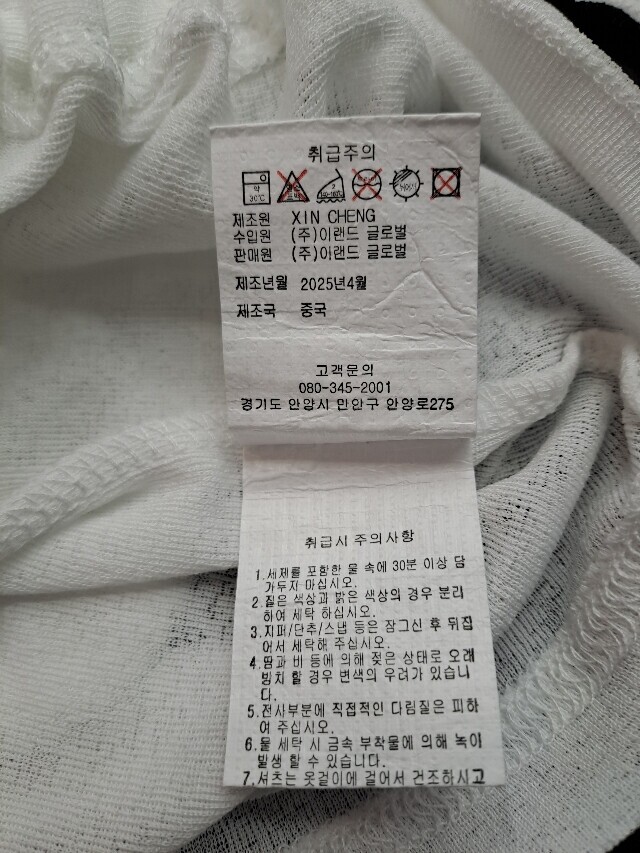 취급주의
약
30℃
제조원 XIN CHENG
수입원 (주)이랜드 글로벌
판매원 (주)이랜드 글로벌
제조년월 2025년4월
제조국 중국
고객문의
080-345-2001
경기도 안양시 만안구 안양로275
취급시 주의사항
1.세제를 포함한 물 속에 30분 이상 담
가두지 마십시오.
2.짙은 색상과 밝은 색상의 경우 분리
하여 세탁 하십시오.
3.지퍼/단추/스냅 등은 잠그신 후 뒤집
어서 세탁해 주십시오.
4.땀과 비 등에 의해 젖은 상태로 오래
방치 할 경우 변색의 우려가 있습니
다.
5.전사부분에 직접적인 다림질은 피하
여 주십시오.
6.물 세탁 시 금속 부착물에 의해 녹이
발생 할 수 있습니다.
7.셔츠는 옷걸이에 걸어서 건조하시고